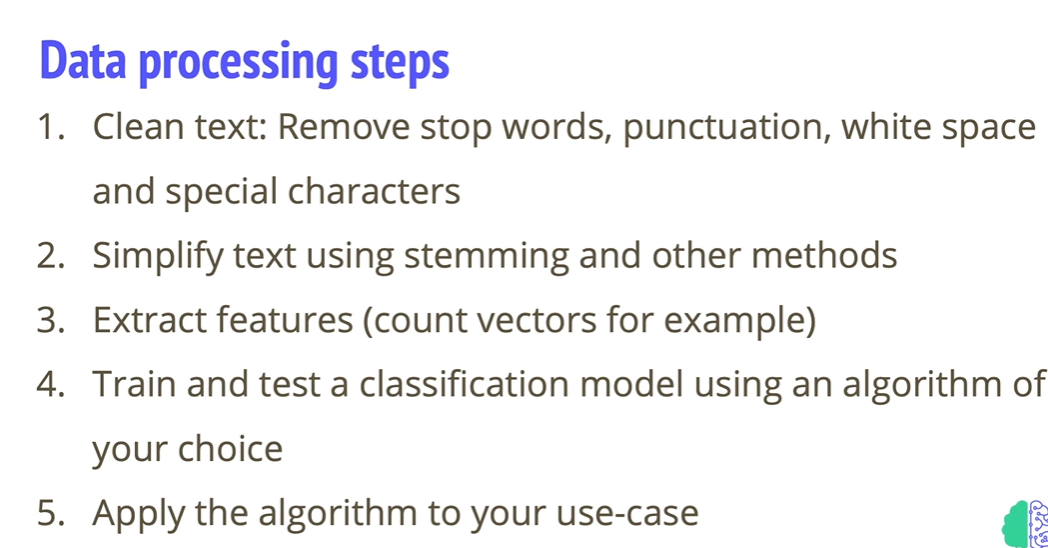 Data processing steps
1. Clean text: Remove stop words, punctuation, white space
and special characters
2. Simplify text using stemming and other methods
3. Extract features (count vectors for example)
4. Train and test a classification model using an algorithm of
your choice
5. Apply the algorithm to your use-case